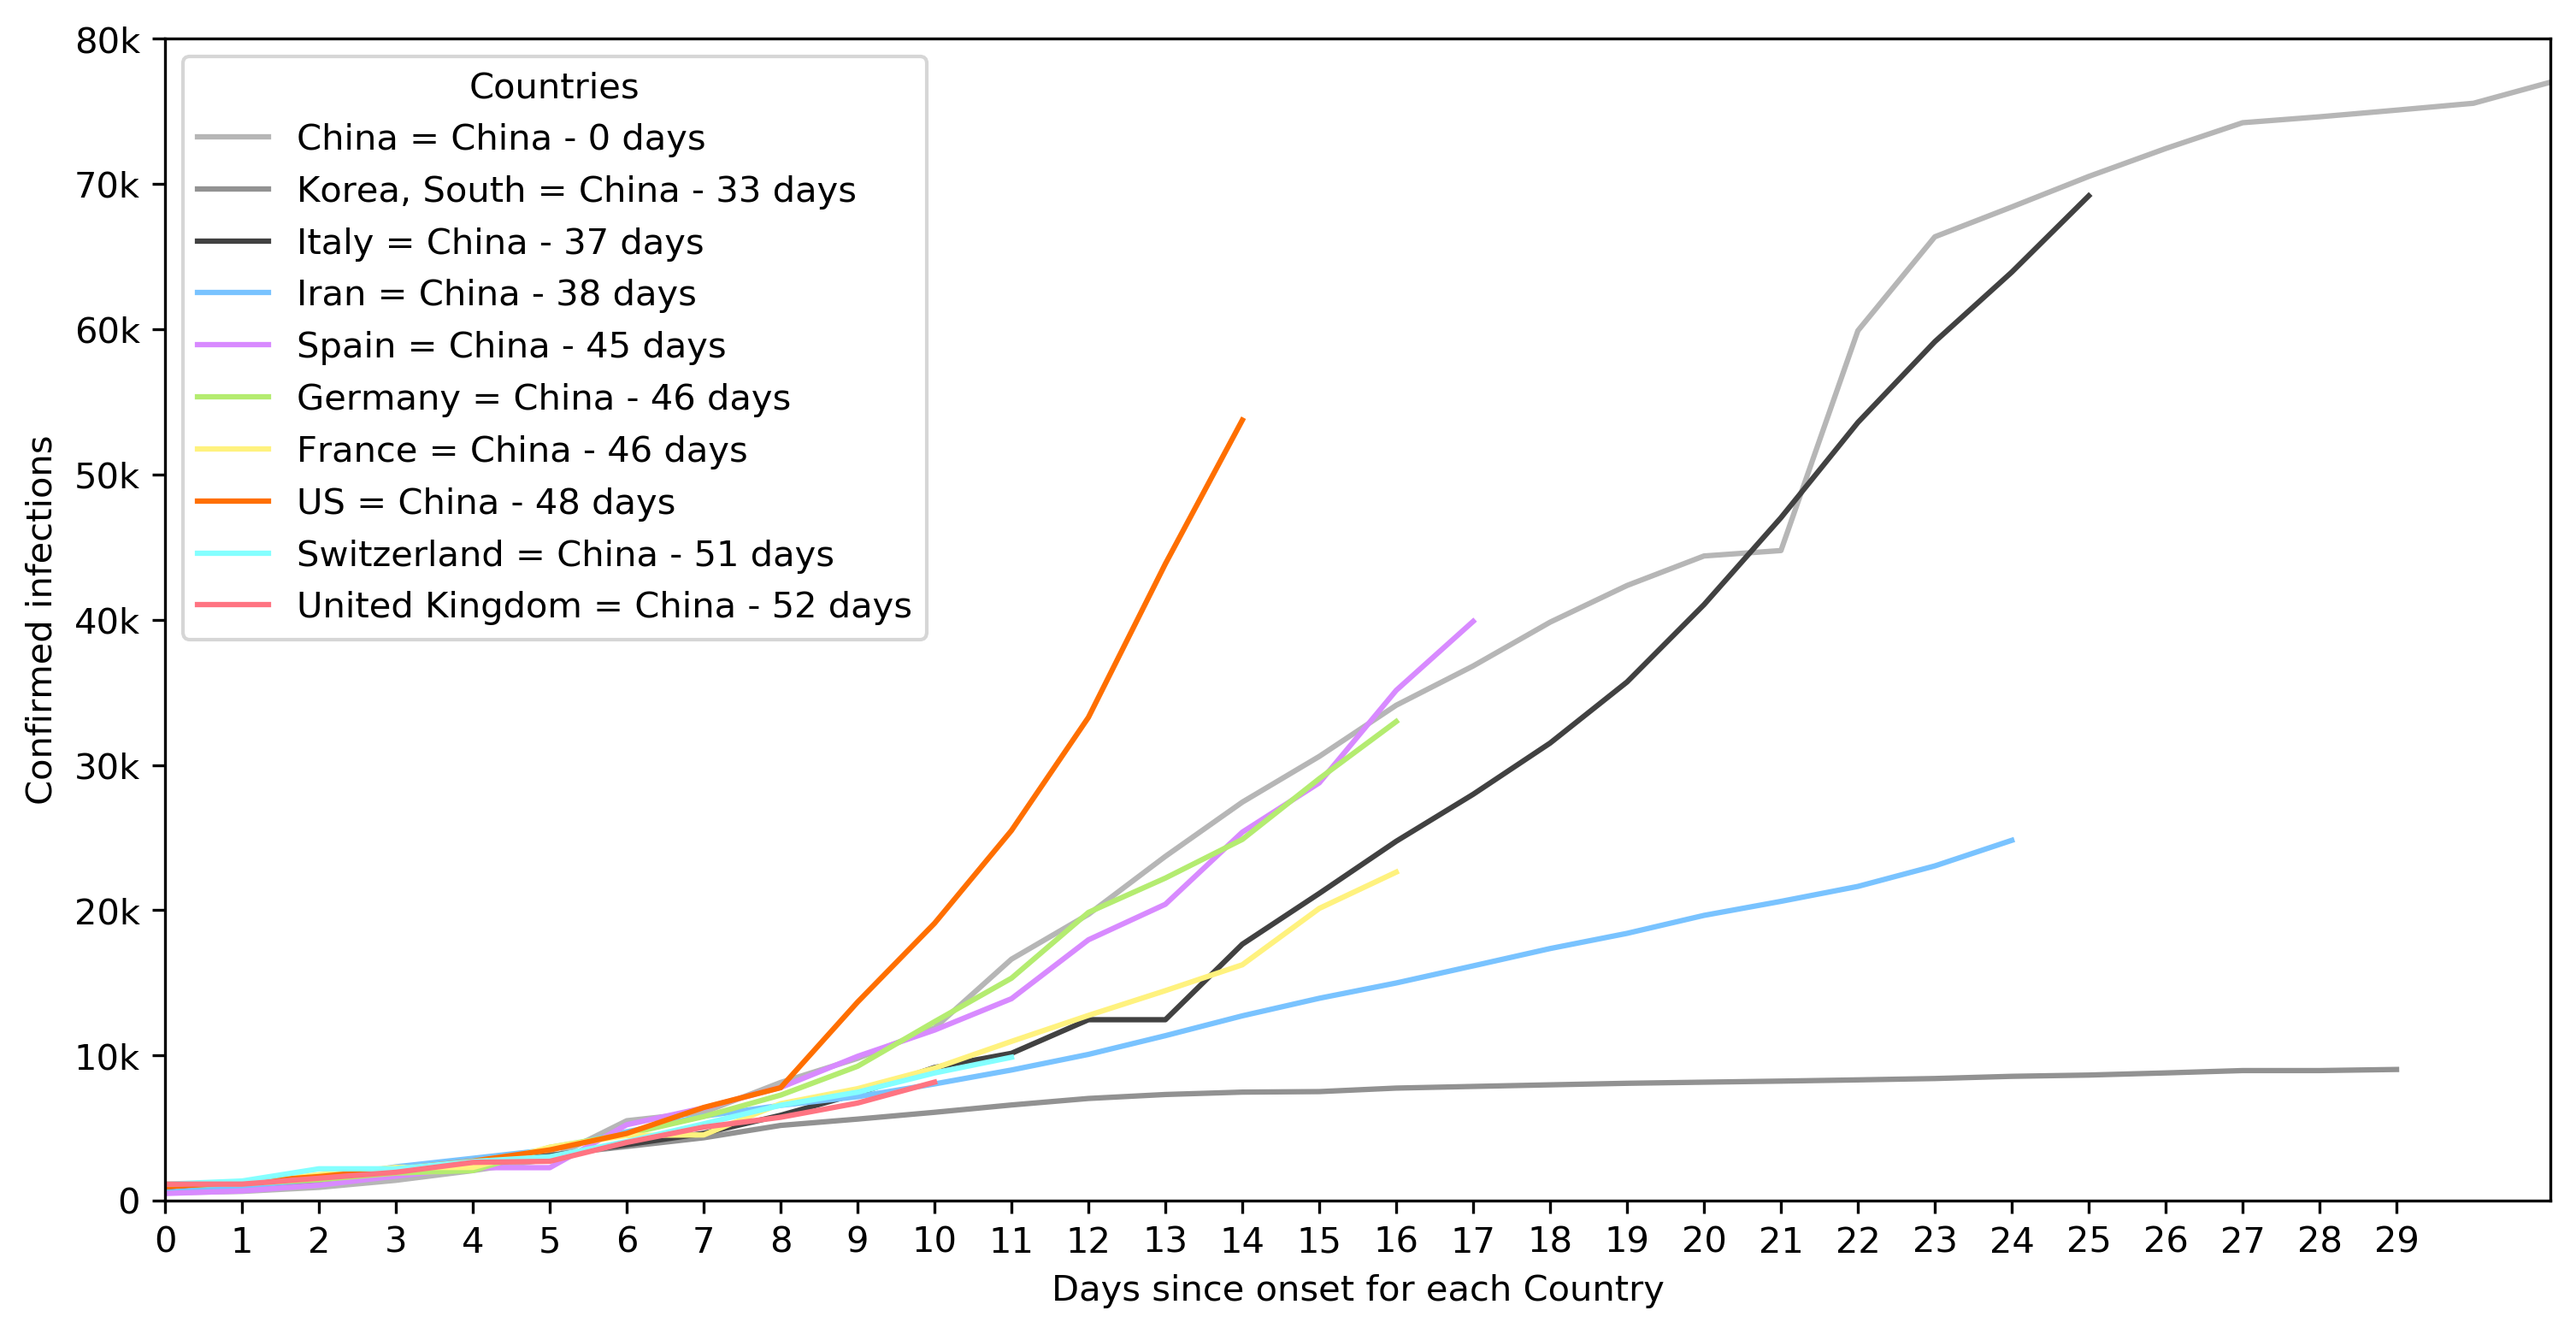 80k
70k
60k
50k
40k
30k
20k
10k
0
Confirmed infections
Countries
China = China - 0 days
Korea, South = China - 33 days
Italy = China - 37 days
Iran = China - 38 days
Spain = China - 45 days
Germany = China - 46 days
France = China - 46 days
US = China - 48 days
Switzerland = China - 51 days
United Kingdom = China - 52 days
0 1 2 3 4 5 6 7 8 9 10 11 12 13 14 15 16 17 18 19 20 21 22 23 24 25 26 27 28 29
Days since onset for each Country